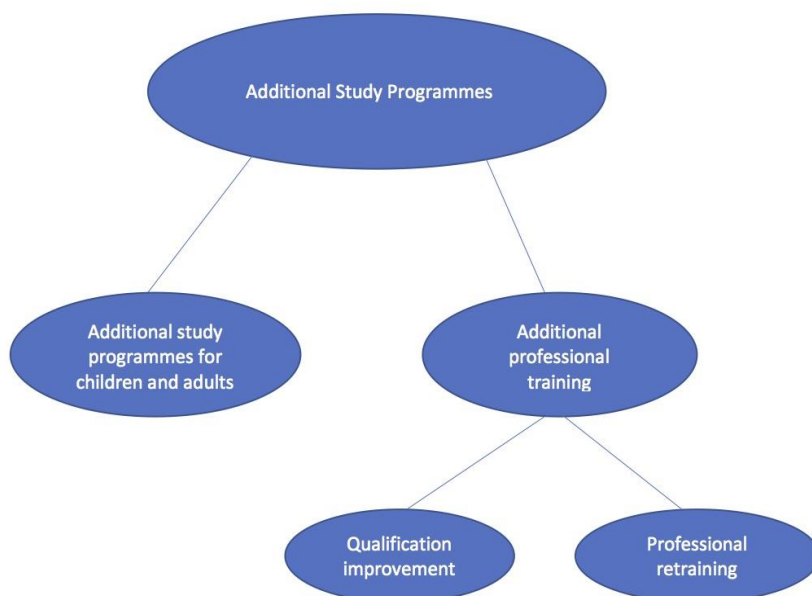 Additional Study Programmes
Additional study
programmes for
children and adults
Additional
professional
training
Qualification
improvement
Professional
retraining